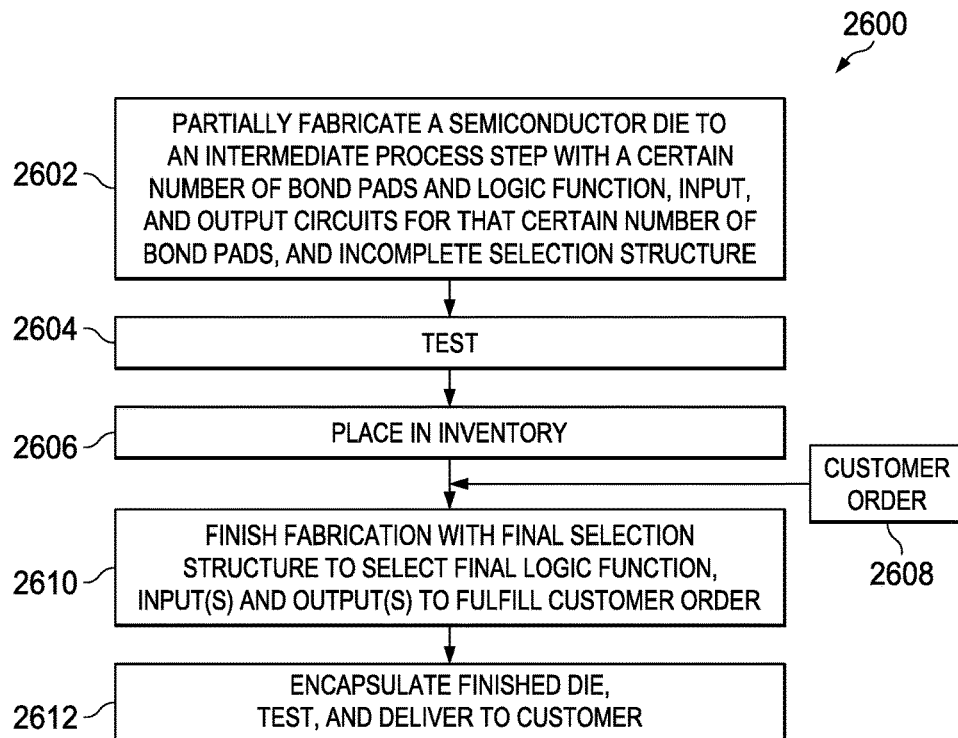 2600
2602
PARTIALLY FABRICATE A SEMICONDUCTOR DIE TO
AN INTERMEDIATE PROCESS STEP WITH A CERTAIN
NUMBER OF BOND PADS AND LOGIC FUNCTION, INPUT,
AND OUTPUT CIRCUITS FOR THAT CERTAIN NUMBER OF
BOND PADS, AND INCOMPLETE SELECTION STRUCTURE
2604
TEST
2606
PLACE IN INVENTORY
CUSTOMER
ORDER
2608
2610
FINISH FABRICATION WITH FINAL SELECTION
STRUCTURE TO SELECT FINAL LOGIC FUNCTION,
INPUT(S) AND OUTPUT(S) TO FULFILL CUSTOMER ORDER
2612
ENCAPSULATE FINISHED DIE,
TEST, AND DELIVER TO CUSTOMER